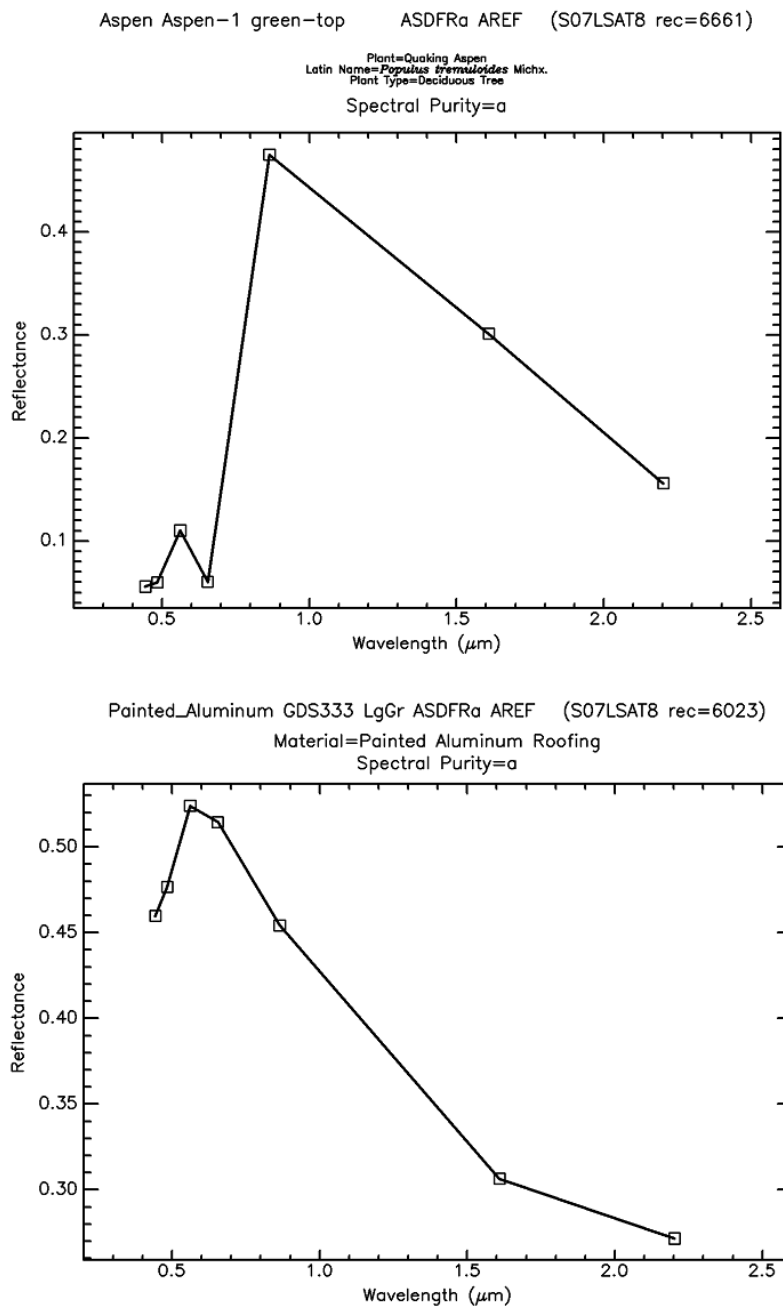 Aspen Aspen-1 green-top ASDFRa AREF (S07LSAT8 rec=6661)
Plant=Quaking Aspen
Latin Name=Populus tremuloides Michx.
Plant Type=Deciduous Tree
Spectral Purity=a
0.4
0.3
0.2
0.1
Reflectance
0.5 1.0 1.5 2.0 2.5
Wavelength (μm)
Painted_Aluminum GDS333 LgGr ASDFRa AREF (S07LSAT8 rec=6023)
Material=Painted Aluminum Roofing
Spectral Purity=a
0.50
0.45
0.40
0.35
0.30
Reflectance
0.5 1.0 1.5 2.0 2.5
Wavelength (μm)